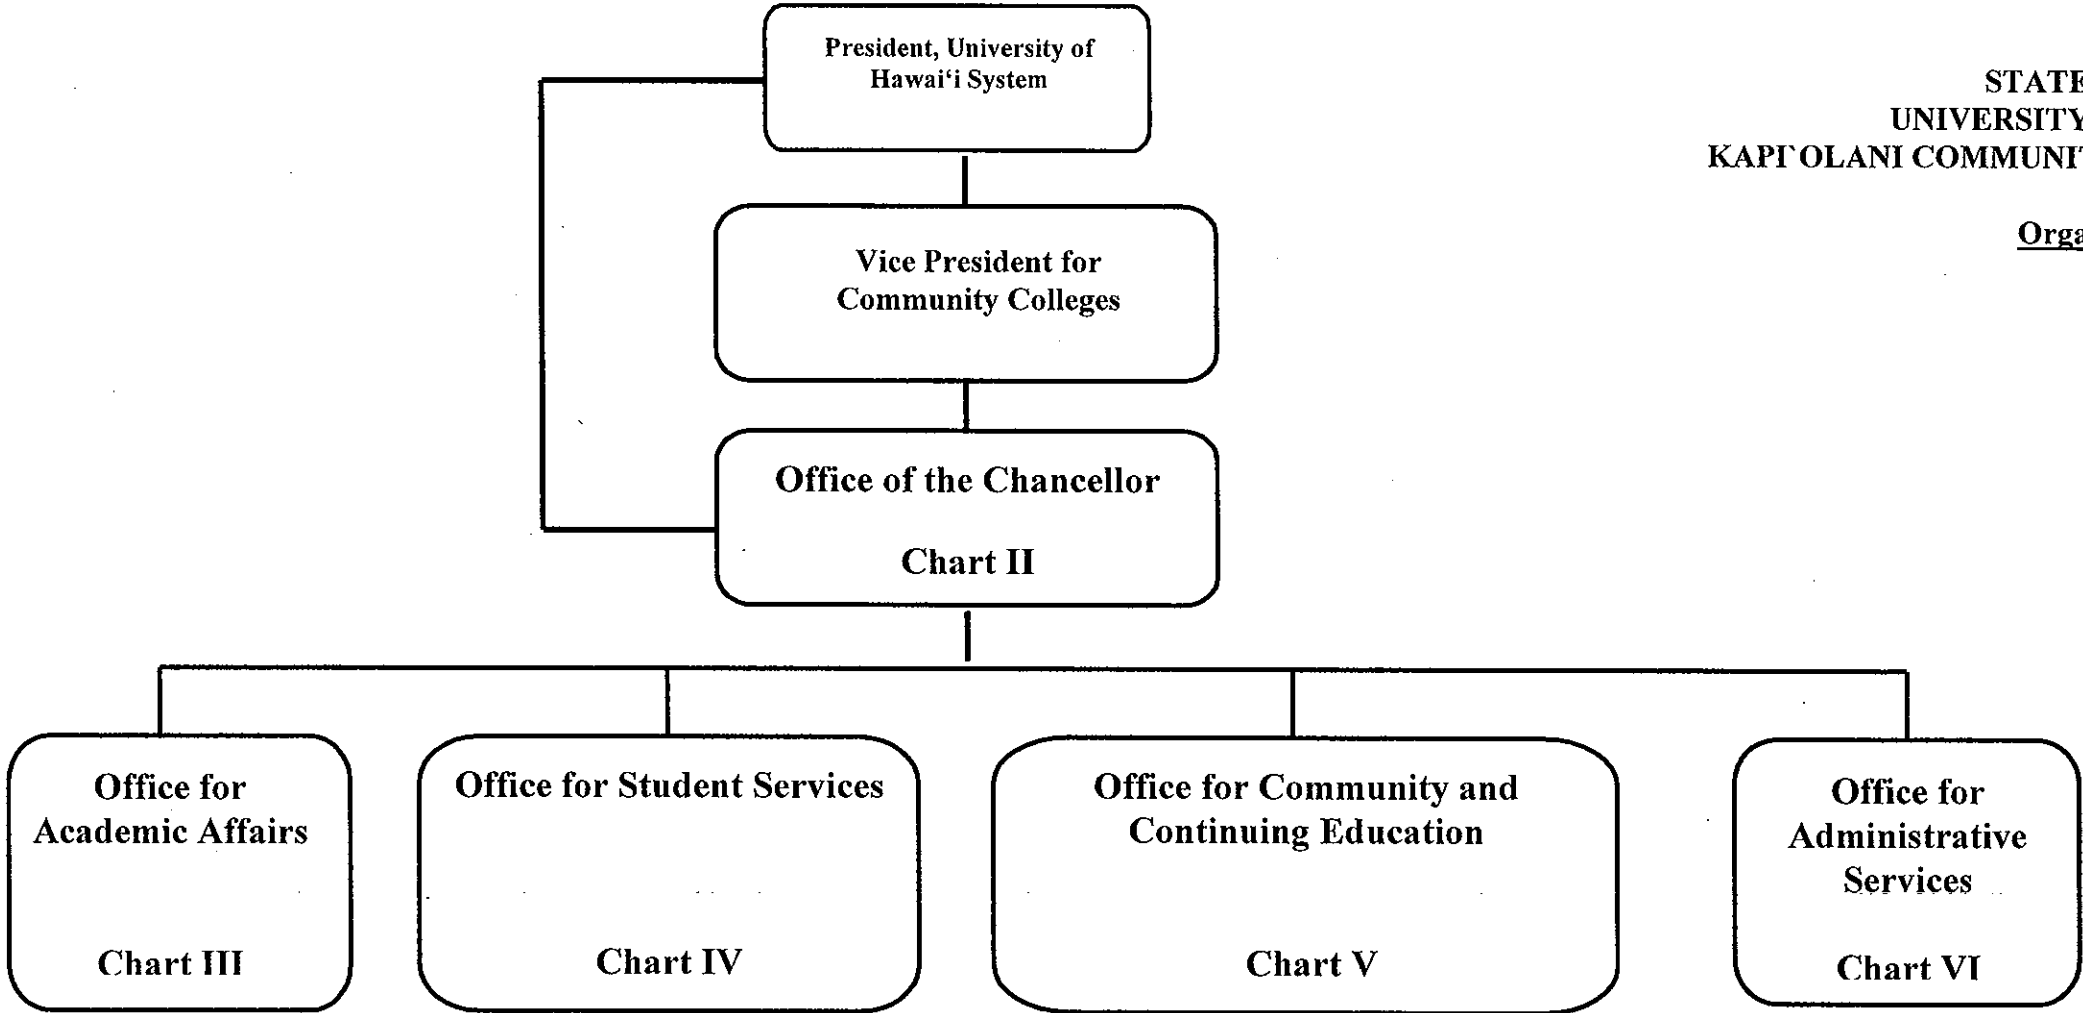 President, University of
Hawai‘i System
STATE
UNIVERSITY
KAPI`OLANI COMMUNI
Orga
Vice President for
Community Colleges
Office of the Chancellor
Chart II
Office for
Academic Affairs
Chart III
Office for Student Services
Chart IV
Office for Community and
Continuing Education
Chart V
Office for
Administrative
Services
Chart VI